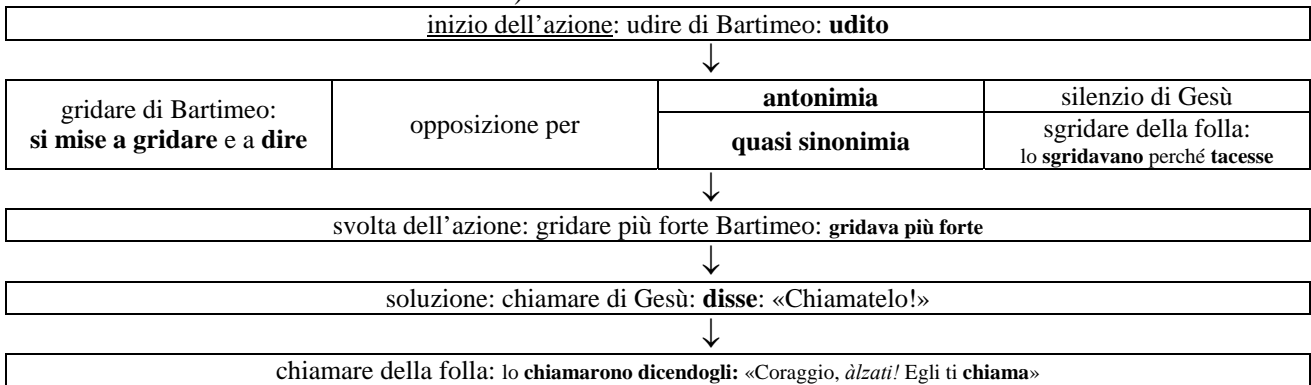 )
inizio dell'azione: udire di Bartimeo: udito
↓
gridare di Bartimeo:
si mise a gridare e a dire
opposizione per
antonimia
silenzio di Gesù
quasi sinonimia
sgridare della folla:
lo sgridavano perché tacesse
↓
svolta dell'azione: gridare più forte Bartimeo: gridava più forte
↓
soluzione: chiamare di Gesù: disse: «Chiamatelo!»
↓
chiamare della folla: lo chiamarono dicendogli: «Coraggio, àlzati! Egli ti chiama»